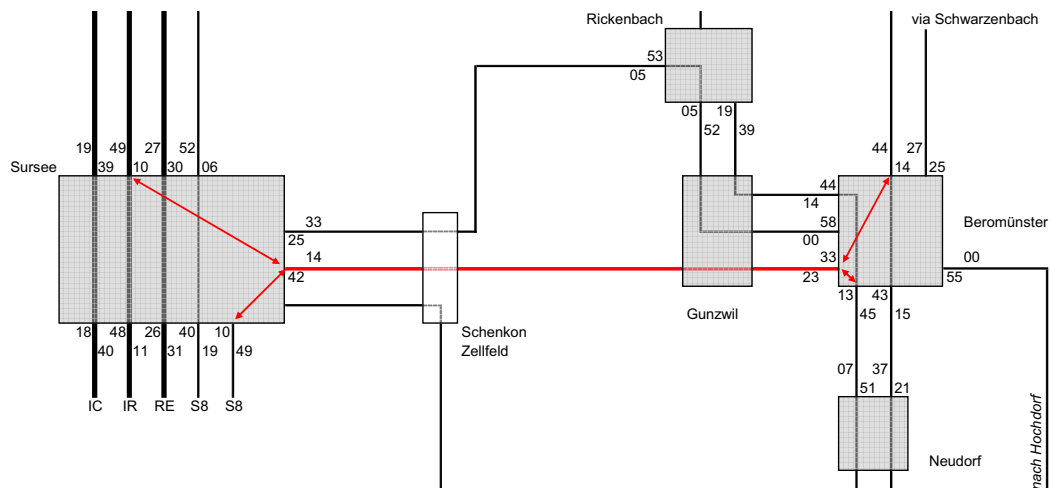 Rickenbach
via Schwarzenbach
53
05
05 19
52 39
19 49 27 52
44 27
Sursee
39 10 30 06
14 25
44
14
33
25
58
00
Beromünster
14
42
33
23
00
55
13 43
45 15
Gunzwil
18 48 26 40 10
40 11 31 19 49
Schenkon
Zellfeld
07 37
51 21
IC IR RE S8 S8
Neudorf
nach Hochdorf